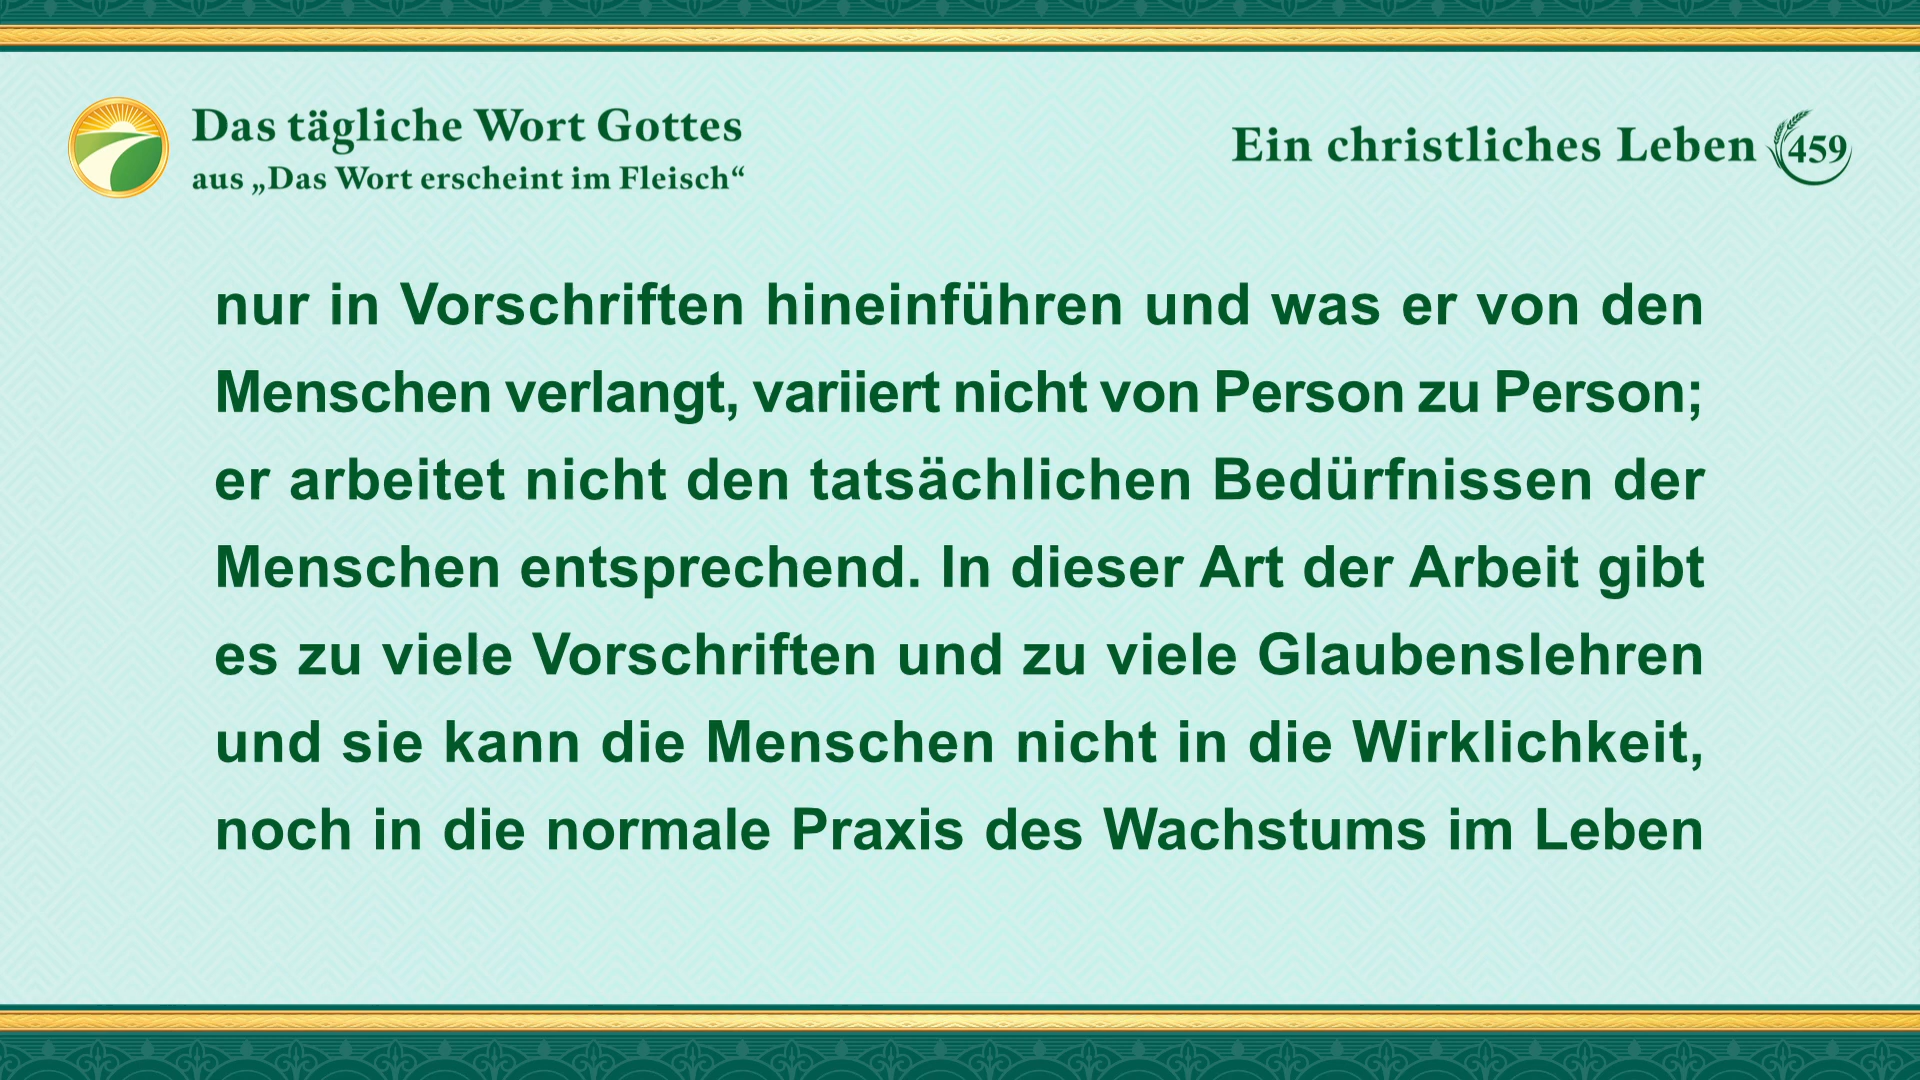 Das tägliche Wort Gottes
aus „Das Wort erscheint im Fleisch“
Ein christliches Leben 459
nur in Vorschriften hineinführen und was er von den
Menschen verlangt, variiert nicht von Person zu Person;
er arbeitet nicht den tatsächlichen Bedürfnissen der
Menschen entsprechend. In dieser Art der Arbeit gibt
es zu viele Vorschriften und zu viele Glaubenslehren
und sie kann die Menschen nicht in die Wirklichkeit,
noch in die normale Praxis des Wachstums im Leben